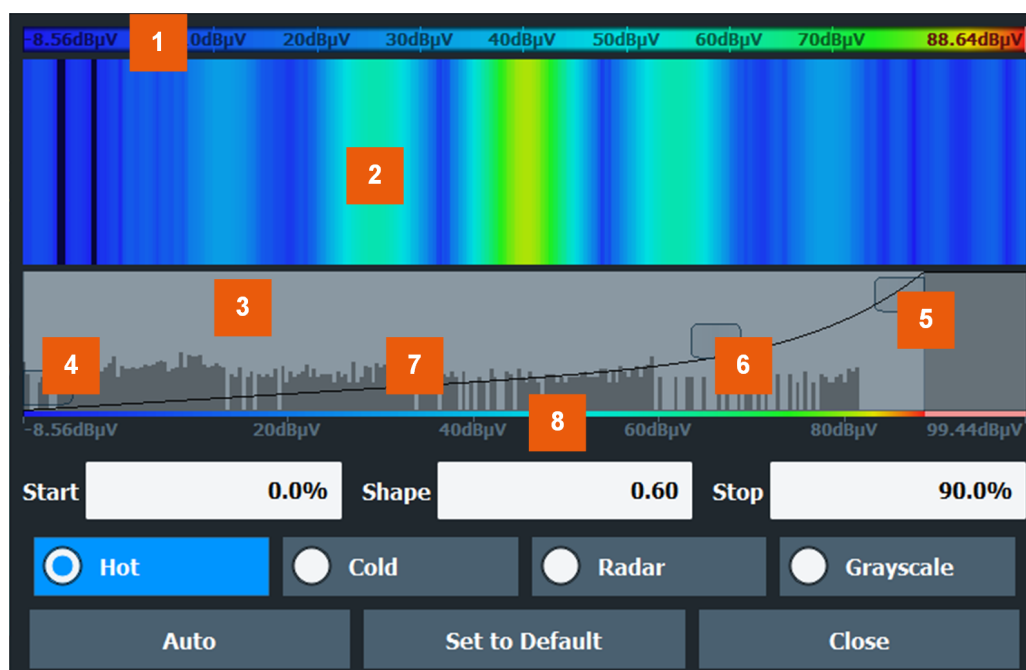 -8.56dBµV 1 0dBµV 20dBµV 30dBµV 40dBµV 50dBµV 60dBµV 70dBµV 88.64dBµV
2
3
4
5
6
7
8
-8.56dBµV 20dBµV 40dBµV 60dBµV 80dBµV 99.44dBµV
Start 0.0% Shape 0.60 Stop 90.0%
Hot Cold Radar Grayscale
Auto Set to Default Close